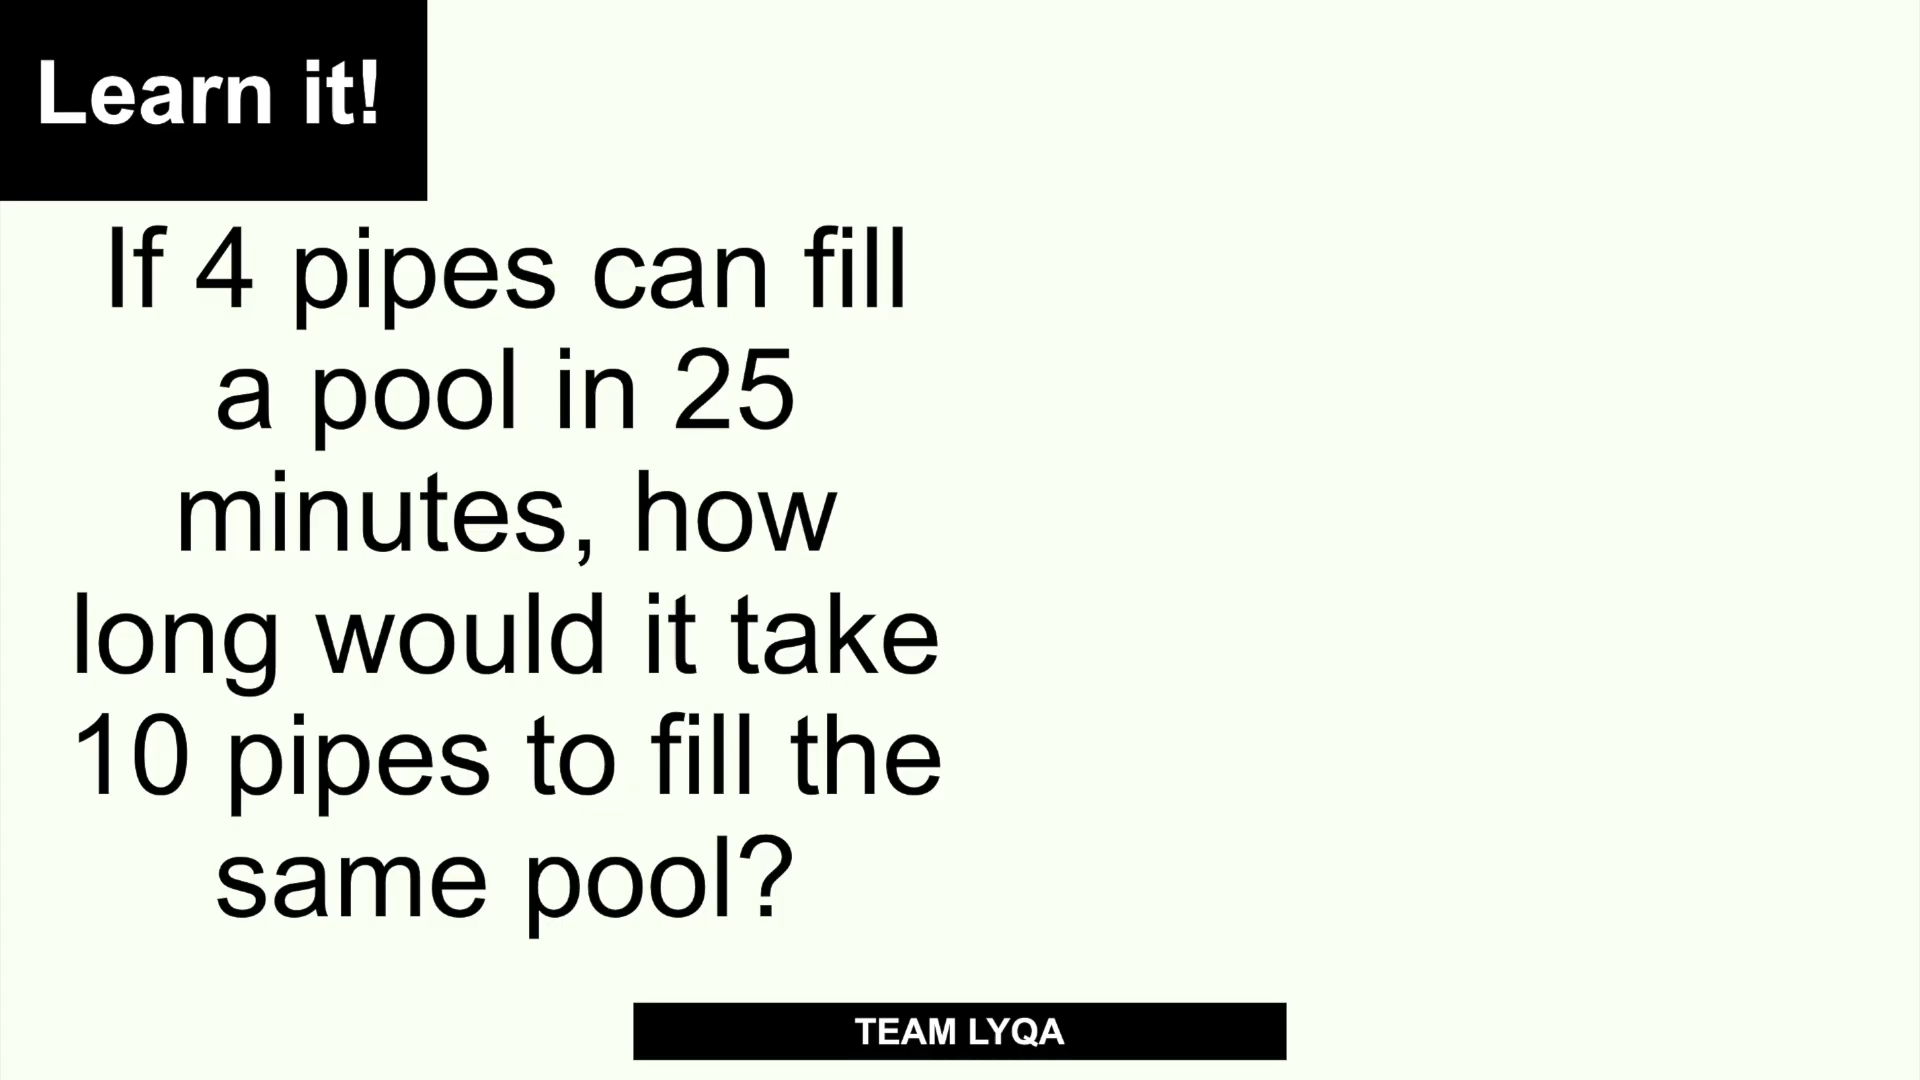 Learn it!
If 4 pipes can fill
a pool in 25
minutes, how
long would it take
10 pipes to fill the
same pool?
TEAM LYQA